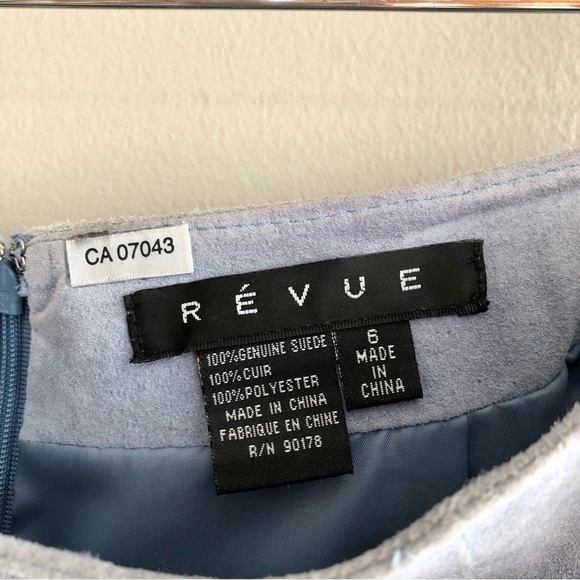 CA 07043
RÉVUE
100%GENUINE SUEDE
100%CUIR
100%POLYESTER
MADE IN CHINA
FABRIQUE EN CHINE
R/N 90178
6
MADE
IN
CHINA